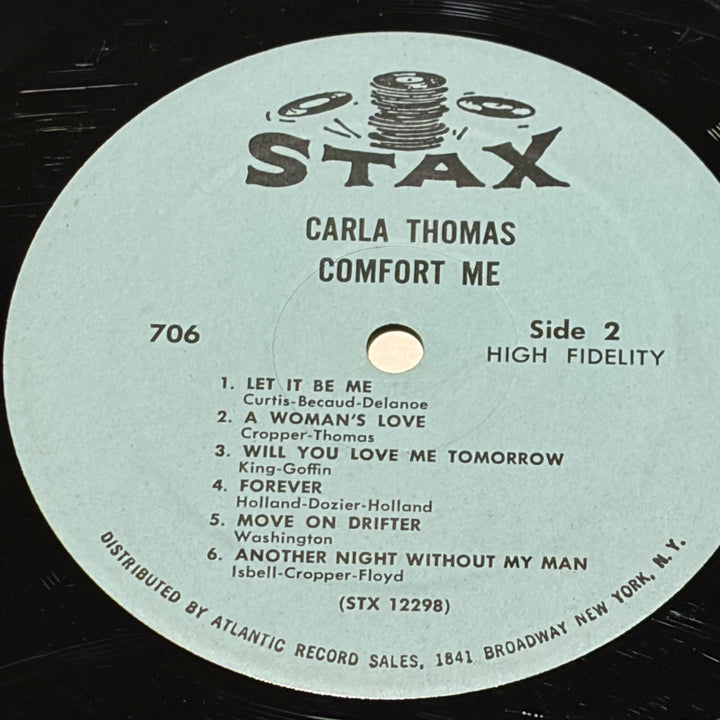 STAX
CARLA THOMAS
COMFORT ME
706
Side 2
HIGH FIDELITY
1. LET IT BE ME
Curtis-Becaud-Delanoe
2. A WOMAN'S LOVE
Cropper-Thomas
3. WILL YOU LOVE ME TOMORROW
King-Goffin
4. FOREVER
Holland-Dozier-Holland
5. MOVE ON DRIFTER
Washington
6. ANOTHER NIGHT WITHOUT MY MAN
Isbell-Cropper-Floyd
(STX 12298)
DISTRIBUTED BY ATLANTIC RECORD SALES, 1841 BROADWAY NEW YORK, N.Y.